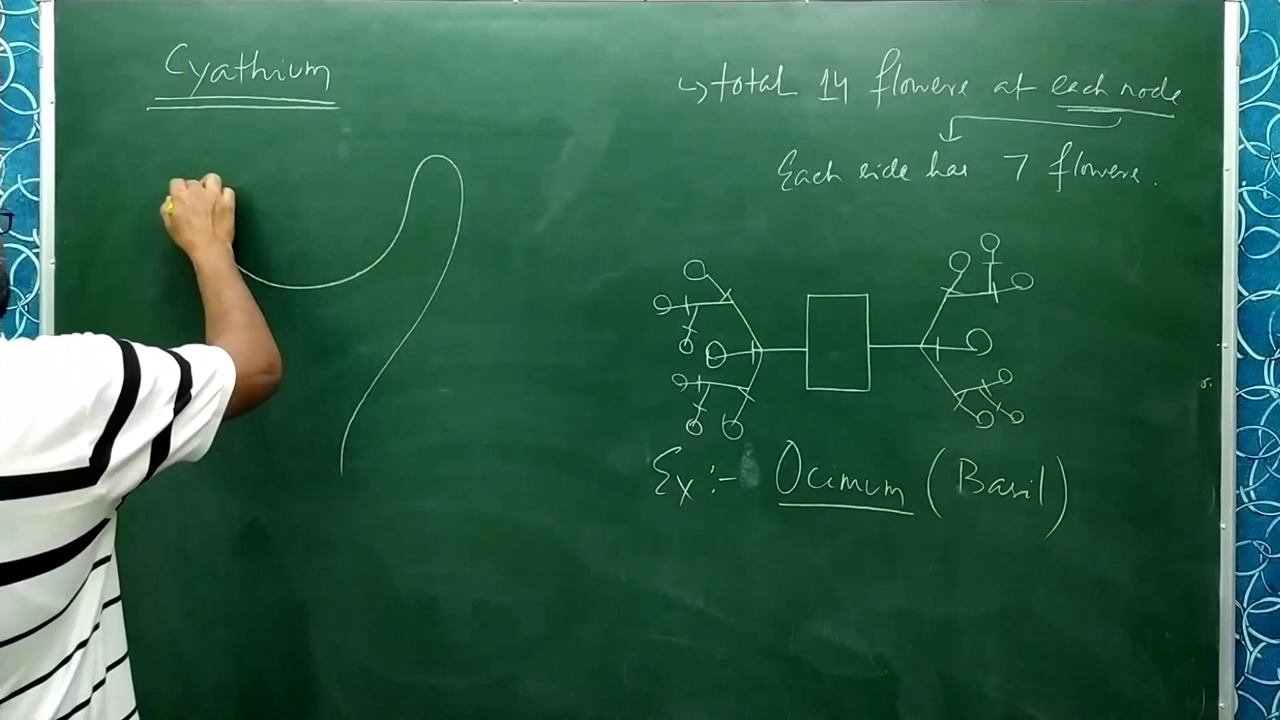 Cyathium
↳ total 14 flowers at each node
Each side has 7 flowers.
Ex :- Ocimum (Basil)